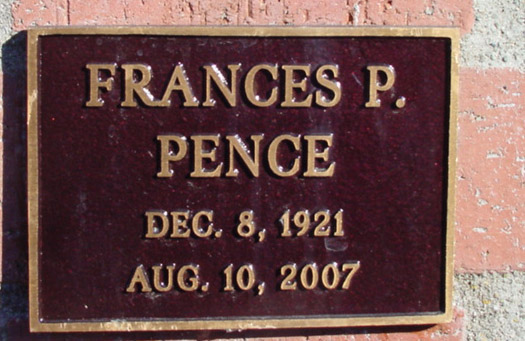 FRANCES P.
PENCE
DEC. 8, 1921
AUG. 10, 2007